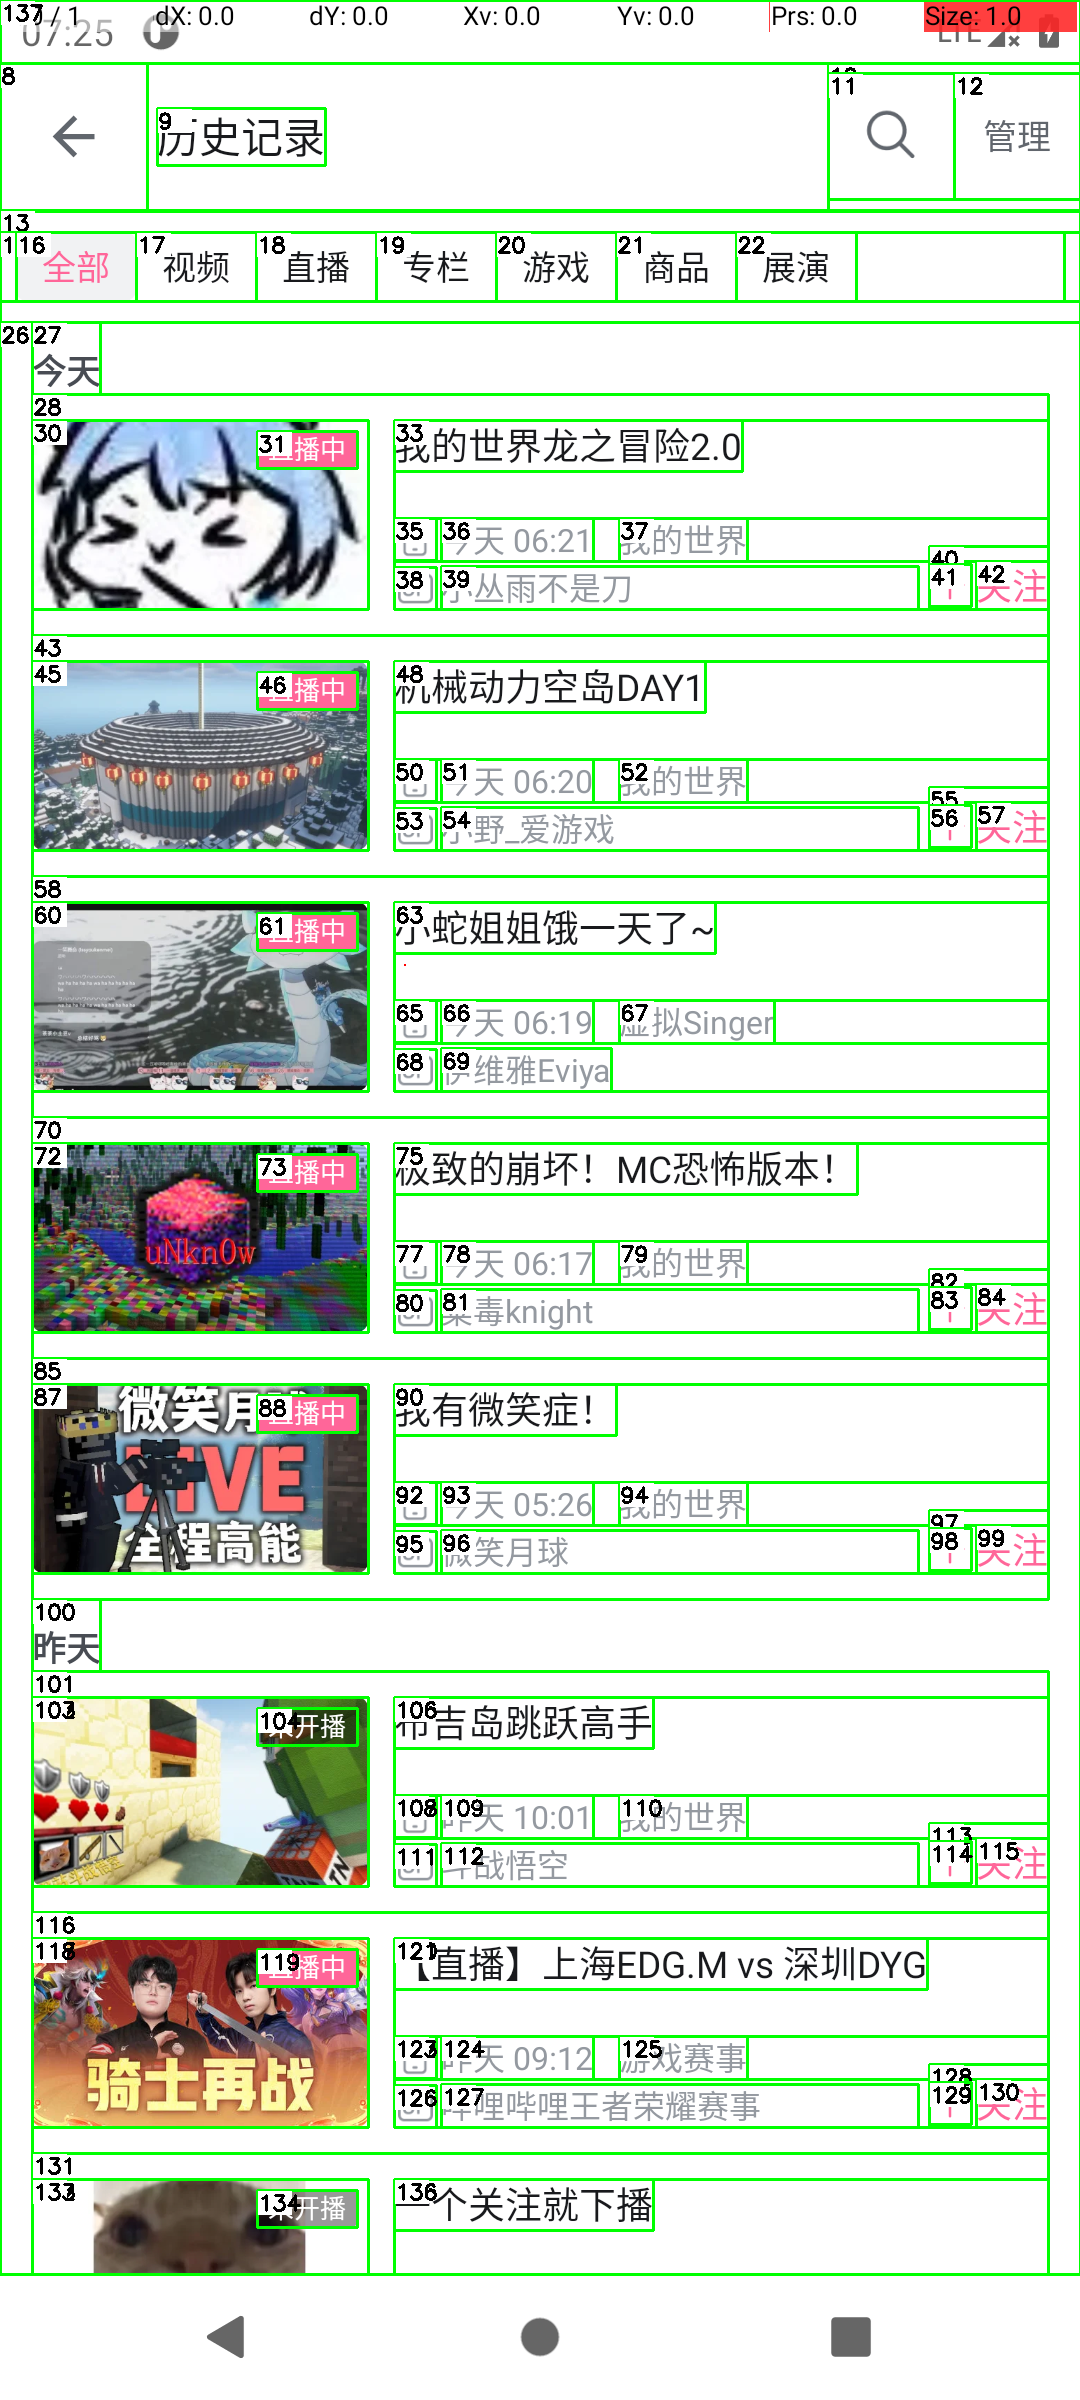 / 1 dX: 0.0 dY: 0.0 Xv: 0.0 Yv: 0.0 Prs: 0.0 Size: 1.0
137
07:25 LTE
8 9 11 12
历史记录 管理
13
16 17 18 19 20 21 22
全部 视频 直播 专栏 游戏 商品 展演
26 27
今天
28
30 31 直播中 33 我的世界龙之冒险2.0
35 36 今天 06:21 37 我的世界
40
38 39 小丛雨不是刀 41 42 关注
43
45 46 直播中 48 机械动力空岛DAY1
50 51 今天 06:20 52 我的世界
55
53 54 小野_爱游戏 56 57 关注
58
60 61 直播中 63 小蛇姐姐饿一天了~
65 66 今天 06:19 67 虚拟Singer
68 69 伊维雅Eviya
70
72 73 直播中 75 极致的崩坏！MC恐怖版本！
uNkn0w
77 78 今天 06:17 79 我的世界
82
80 81 粟毒knight 83 84 关注
85
87 微笑月球 88 直播中 90 我有微笑症！
LIVE
全程高能
92 93 今天 05:26 94 我的世界
97
95 96 微笑月球 98 99 关注
100
昨天
101
103 104 未开播 106 布吉岛跳跃高手
108 109 昨天 10:01 110 我的世界
113
111 112 斗战悟空 114 115 关注
116
118 119 直播中 121 【直播】上海EDG.M vs 深圳DYG
骑士再战
123 124 昨天 09:12 125 游戏赛事
128
126 127 哔哩哔哩王者荣耀赛事 129 130 关注
131
133 134 未开播 136 一个关注就下播